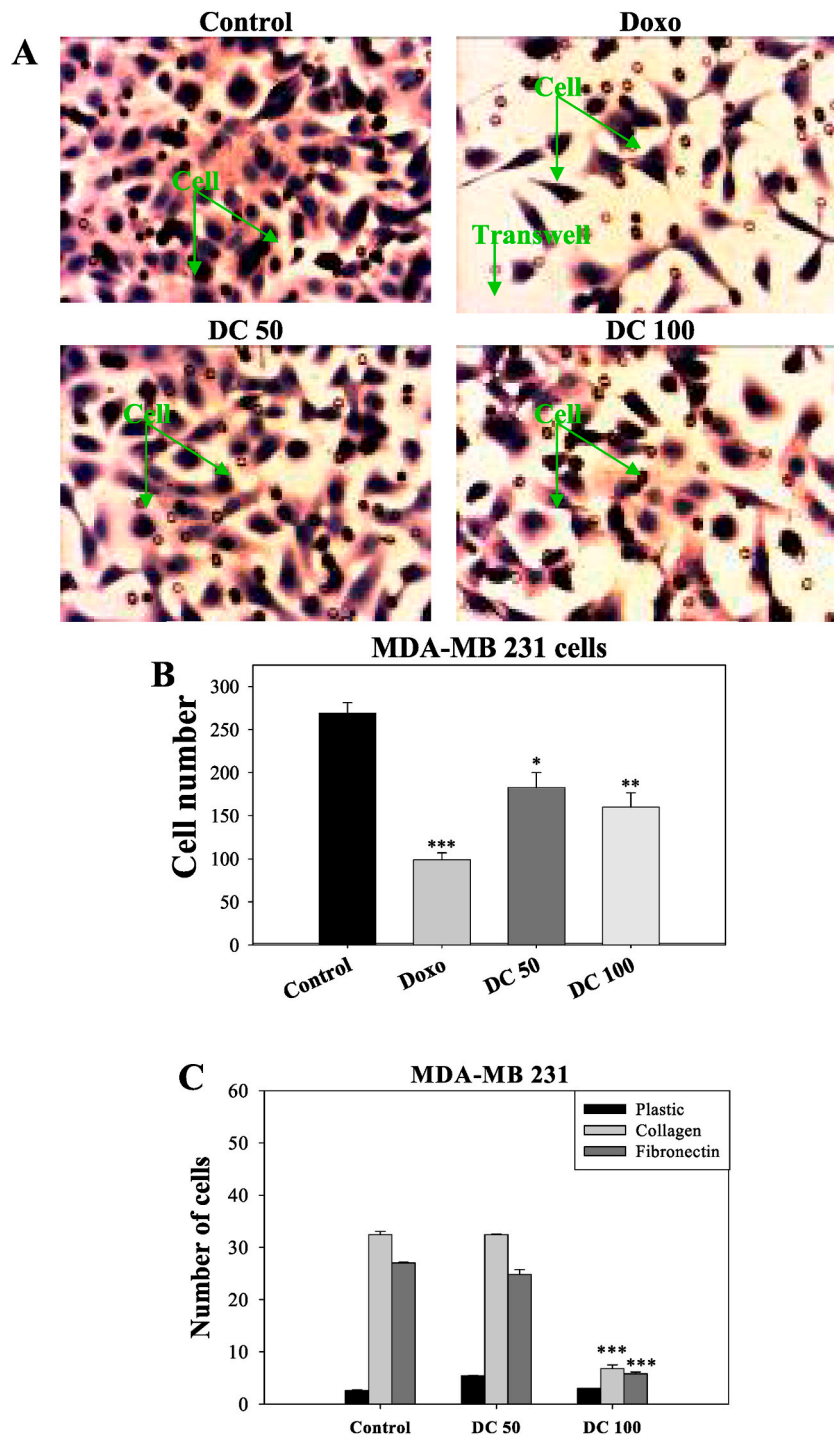 A
Control
Doxo
Cell
Cell
Transwell
DC 50
DC 100
Cell
Cell
B
MDA-MB 231 cells
Cell number
300
250
200
150
100
50
0
*
**
***
Control
Doxo
DC 50
DC 100
C
MDA-MB 231
Number of cells
60
50
40
30
20
10
0
Plastic
Collagen
Fibronectin
***
***
Control
DC 50
DC 100